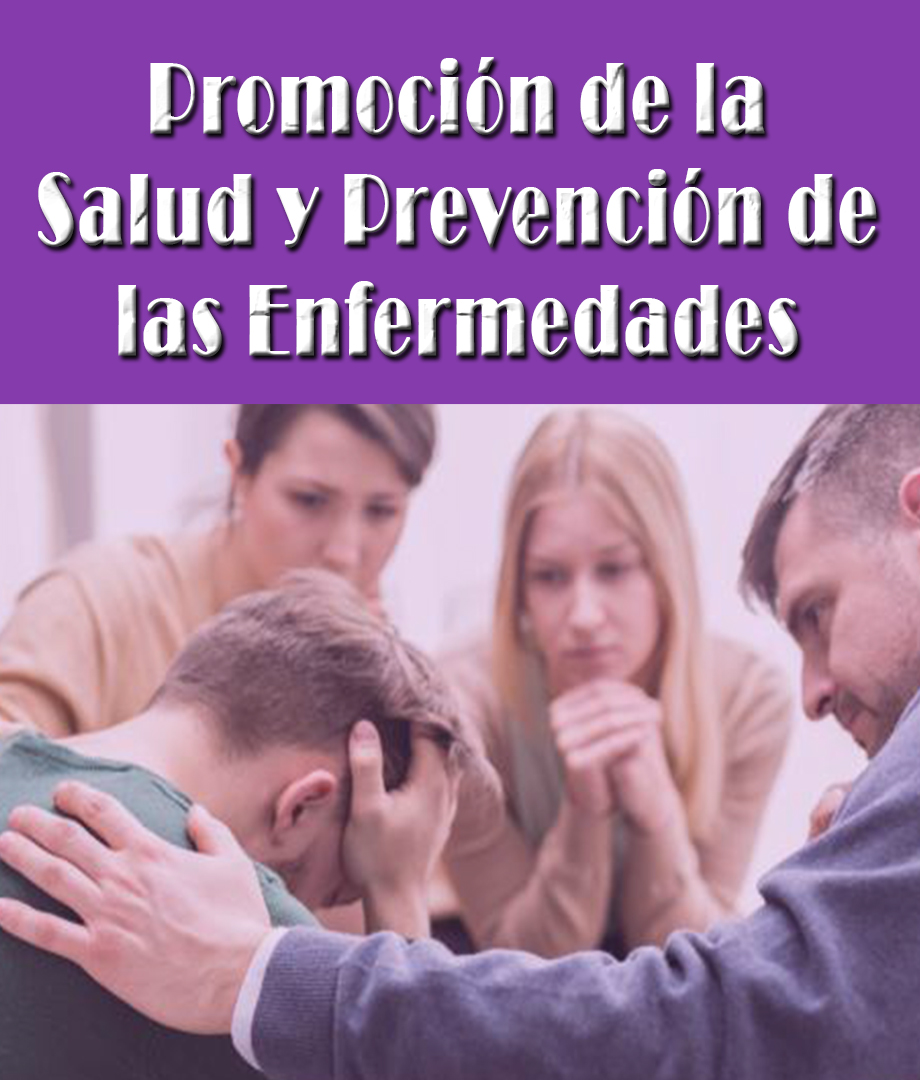 Promoción de la
Salud y Prevención de
las Enfermedades